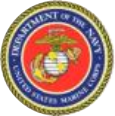 DEPARTMENT OF THE NAVY
UNITED STATES MARINE CORPS